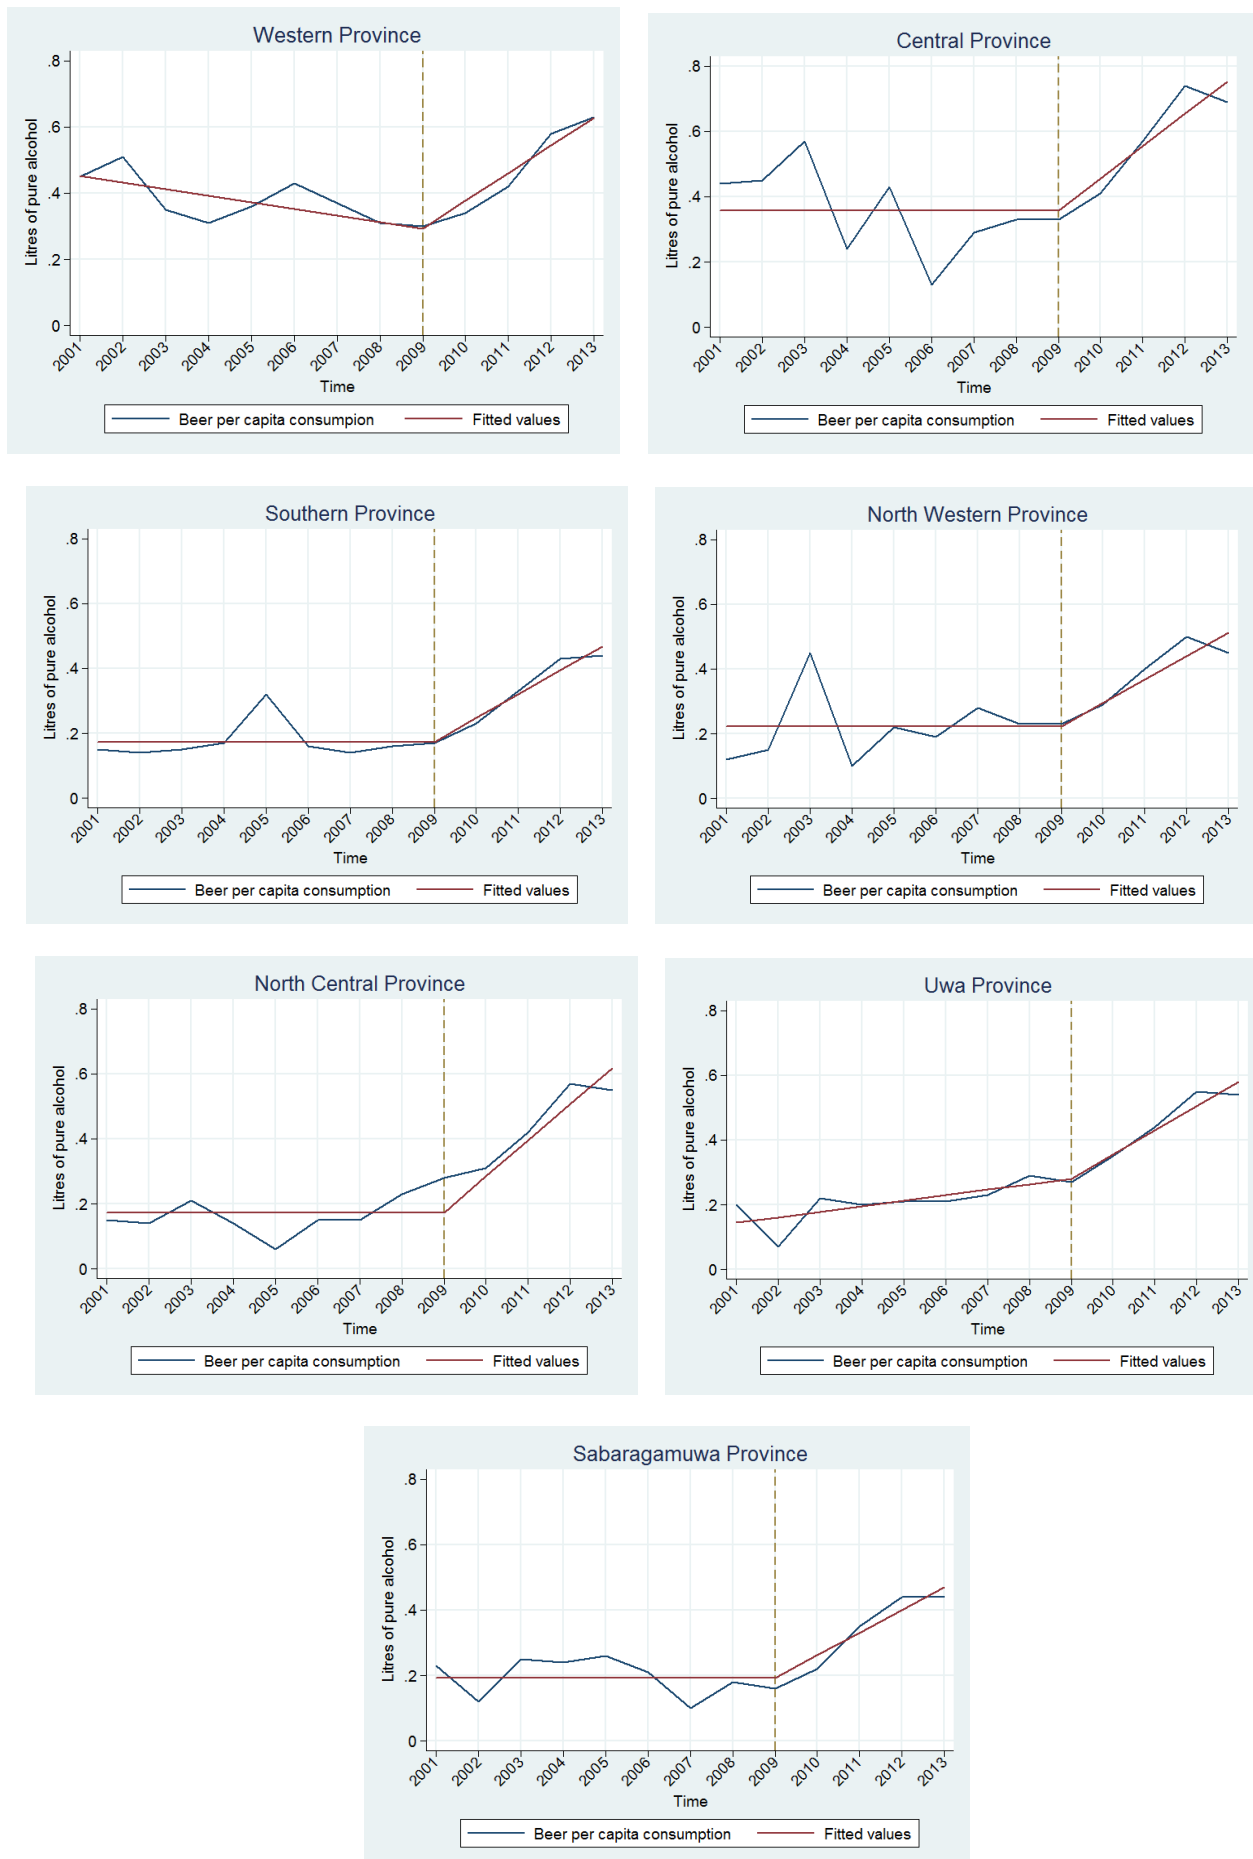 Western Province
Litres of pure alcohol
.8
.6
.4
.2
0
2001 2002 2003 2004 2005 2006 2007 2008 2009 2010 2011 2012 2013
Time
Beer per capita consumpion Fitted values
Central Province
Litres of pure alcohol
.8
.6
.4
.2
0
2001 2002 2003 2004 2005 2006 2007 2008 2009 2010 2011 2012 2013
Time
Beer per capita consumption Fitted values
Southern Province
Litres of pure alcohol
.8
.6
.4
.2
0
2001 2002 2003 2004 2005 2006 2007 2008 2009 2010 2011 2012 2013
Time
Beer per capita consumption Fitted values
North Western Province
Litres of pure alcohol
.8
.6
.4
.2
0
2001 2002 2003 2004 2005 2006 2007 2008 2009 2010 2011 2012 2013
Time
Beer per capita consumption Fitted values
North Central Province
Litres of pure alcohol
.8
.6
.4
.2
0
2001 2002 2003 2004 2005 2006 2007 2008 2009 2010 2011 2012 2013
Time
Beer per capita consumption Fitted values
Uwa Province
Litres of pure alcohol
.8
.6
.4
.2
0
2001 2002 2003 2004 2005 2006 2007 2008 2009 2010 2011 2012 2013
Time
Beer per capita consumption Fitted values
Sabaragamuwa Province
Litres of pure alcohol
.8
.6
.4
.2
0
2001 2002 2003 2004 2005 2006 2007 2008 2009 2010 2011 2012 2013
Time
Beer per capita consumption Fitted values